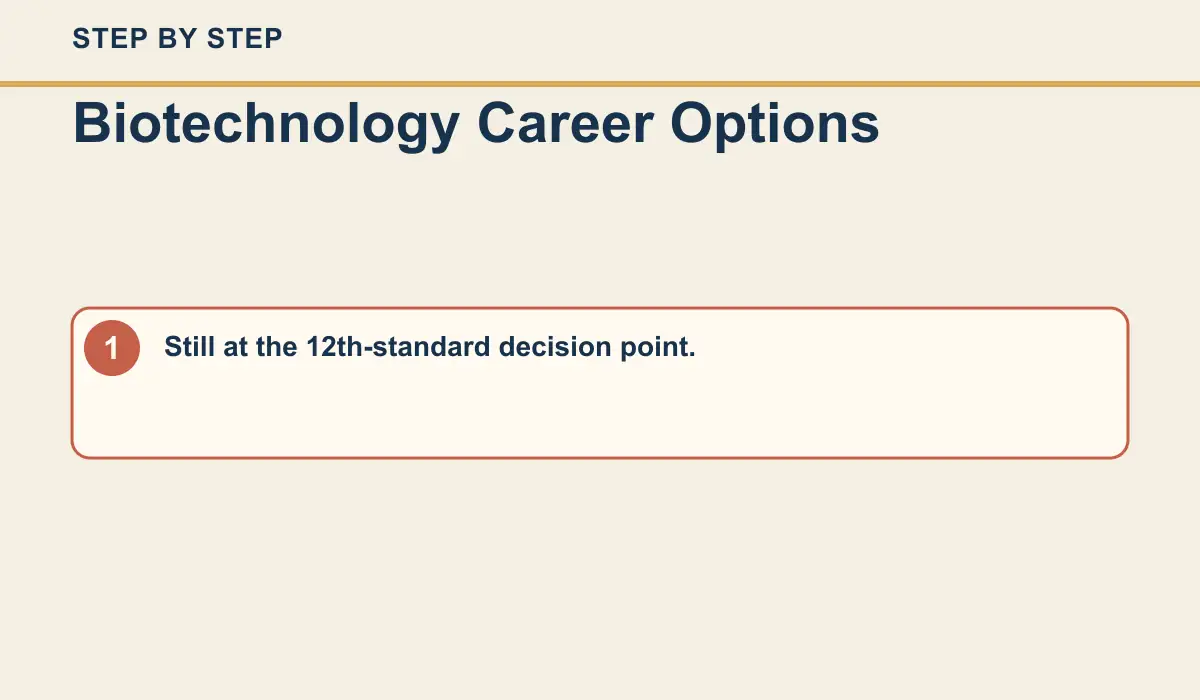 STEP BY STEP
Biotechnology Career Options
1 Still at the 12th-standard decision point.